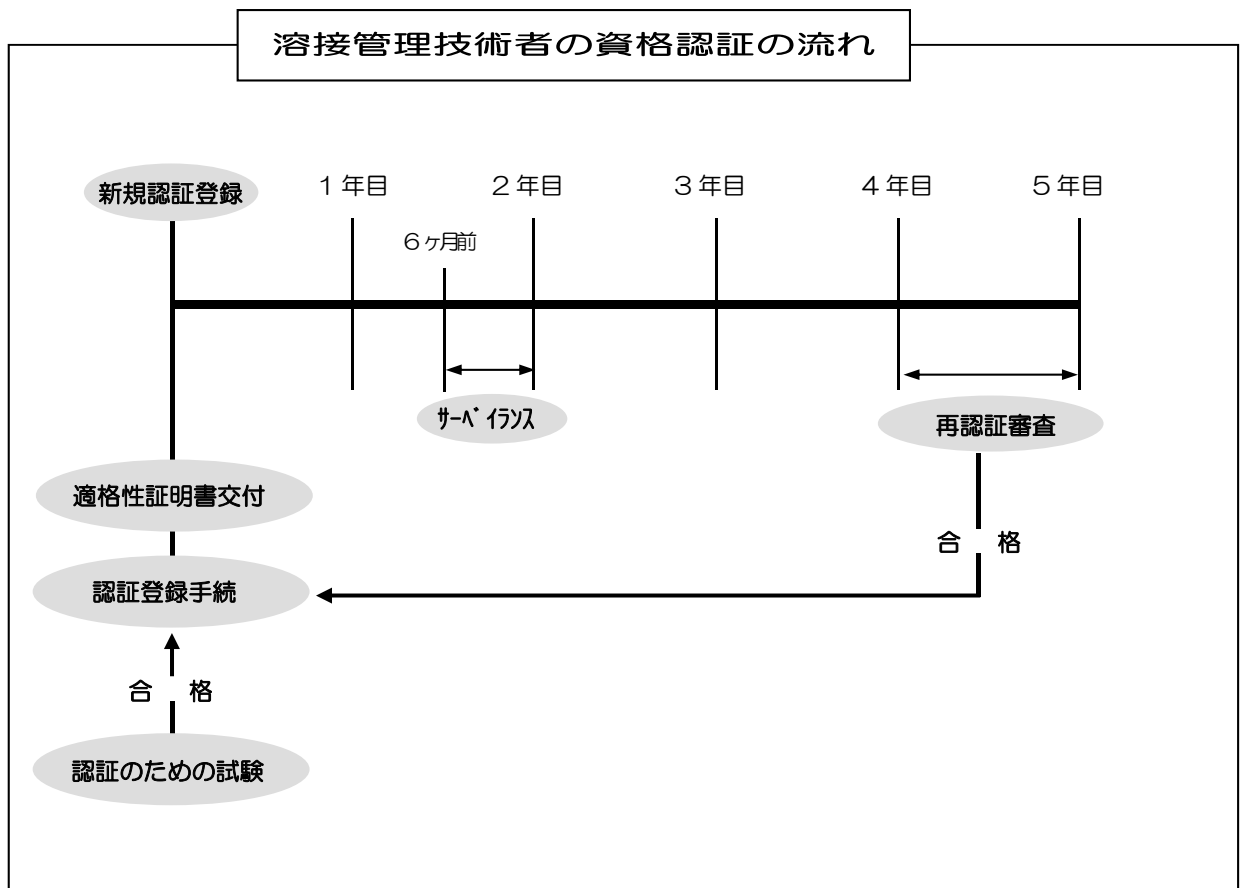 溶接管理技術者の資格認証の流れ
新規認証登録
１年目
２年目
３年目
４年目
５年目
６ヶ月前
ｻｰﾍﾞｲﾗﾝｽ
再認証審査
適格性証明書交付
合　格
認証登録手続
合　格
認証のための試験